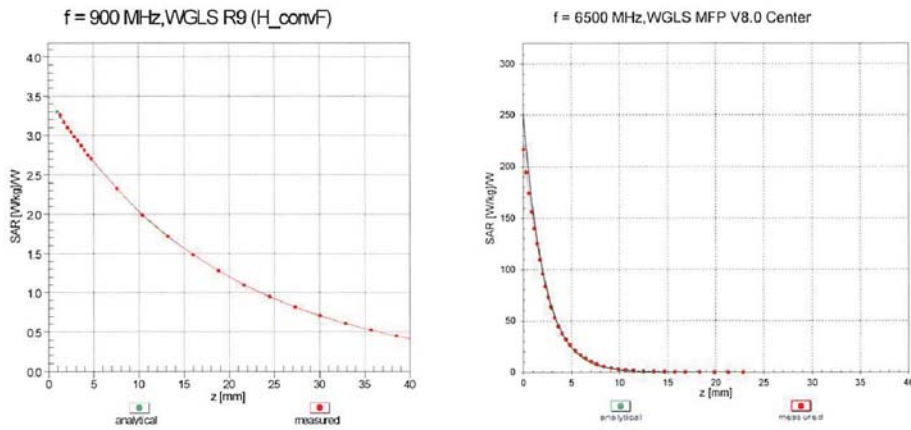 f = 900 MHz,WGLS R9 (H_convF)
4.0
3.5
3.0
2.5
2.0
1.5
1.0
0.5
0.0
SAR [W/kg]/W
0 5 10 15 20 25 30 35 40
z [mm]
analytical measured
f = 6500 MHz,WGLS MFP V8.0 Center
300
250
200
150
100
50
0
SAR [W/kg]/W
0 5 10 15 20 25 30 35 40
z [mm]
analytical measured